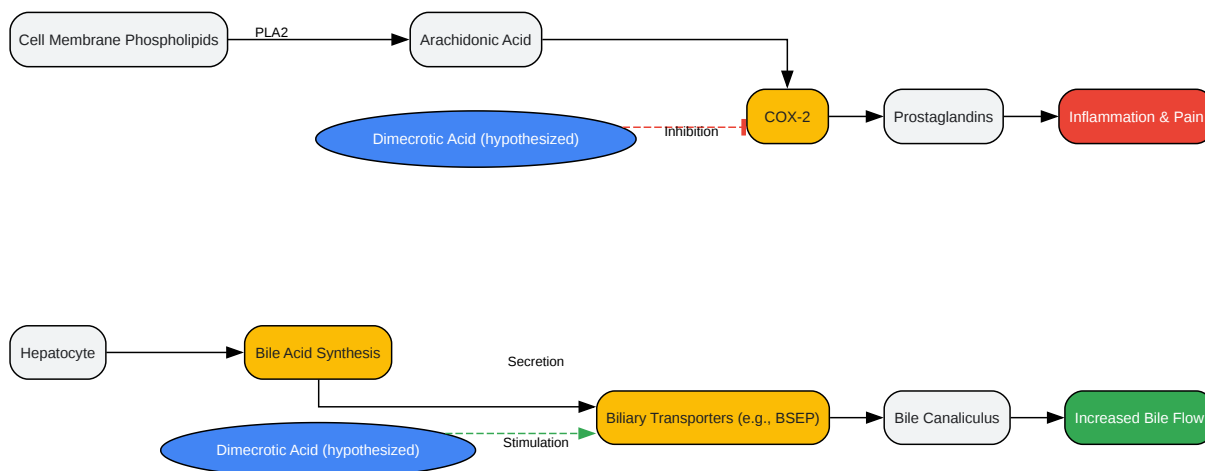 Cell Membrane Phospholipids
PLA2
Arachidonic Acid
Dimecrotic Acid (hypothesized)
Inhibition
COX-2
Prostaglandins
Inflammation & Pain
Hepatocyte
Bile Acid Synthesis
Secretion
Dimecrotic Acid (hypothesized)
Stimulation
Biliary Transporters (e.g., BSEP)
Bile Canaliculus
Increased Bile Flow